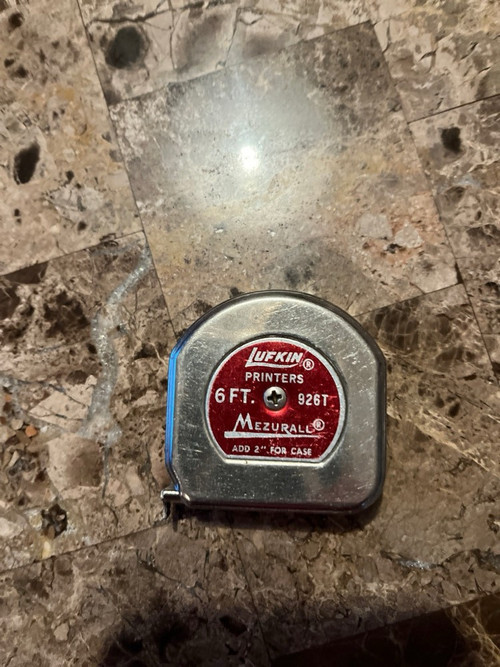 LUFKIN®
PRINTERS
6 FT. 926T
MEZURALL®
ADD 2" FOR CASE